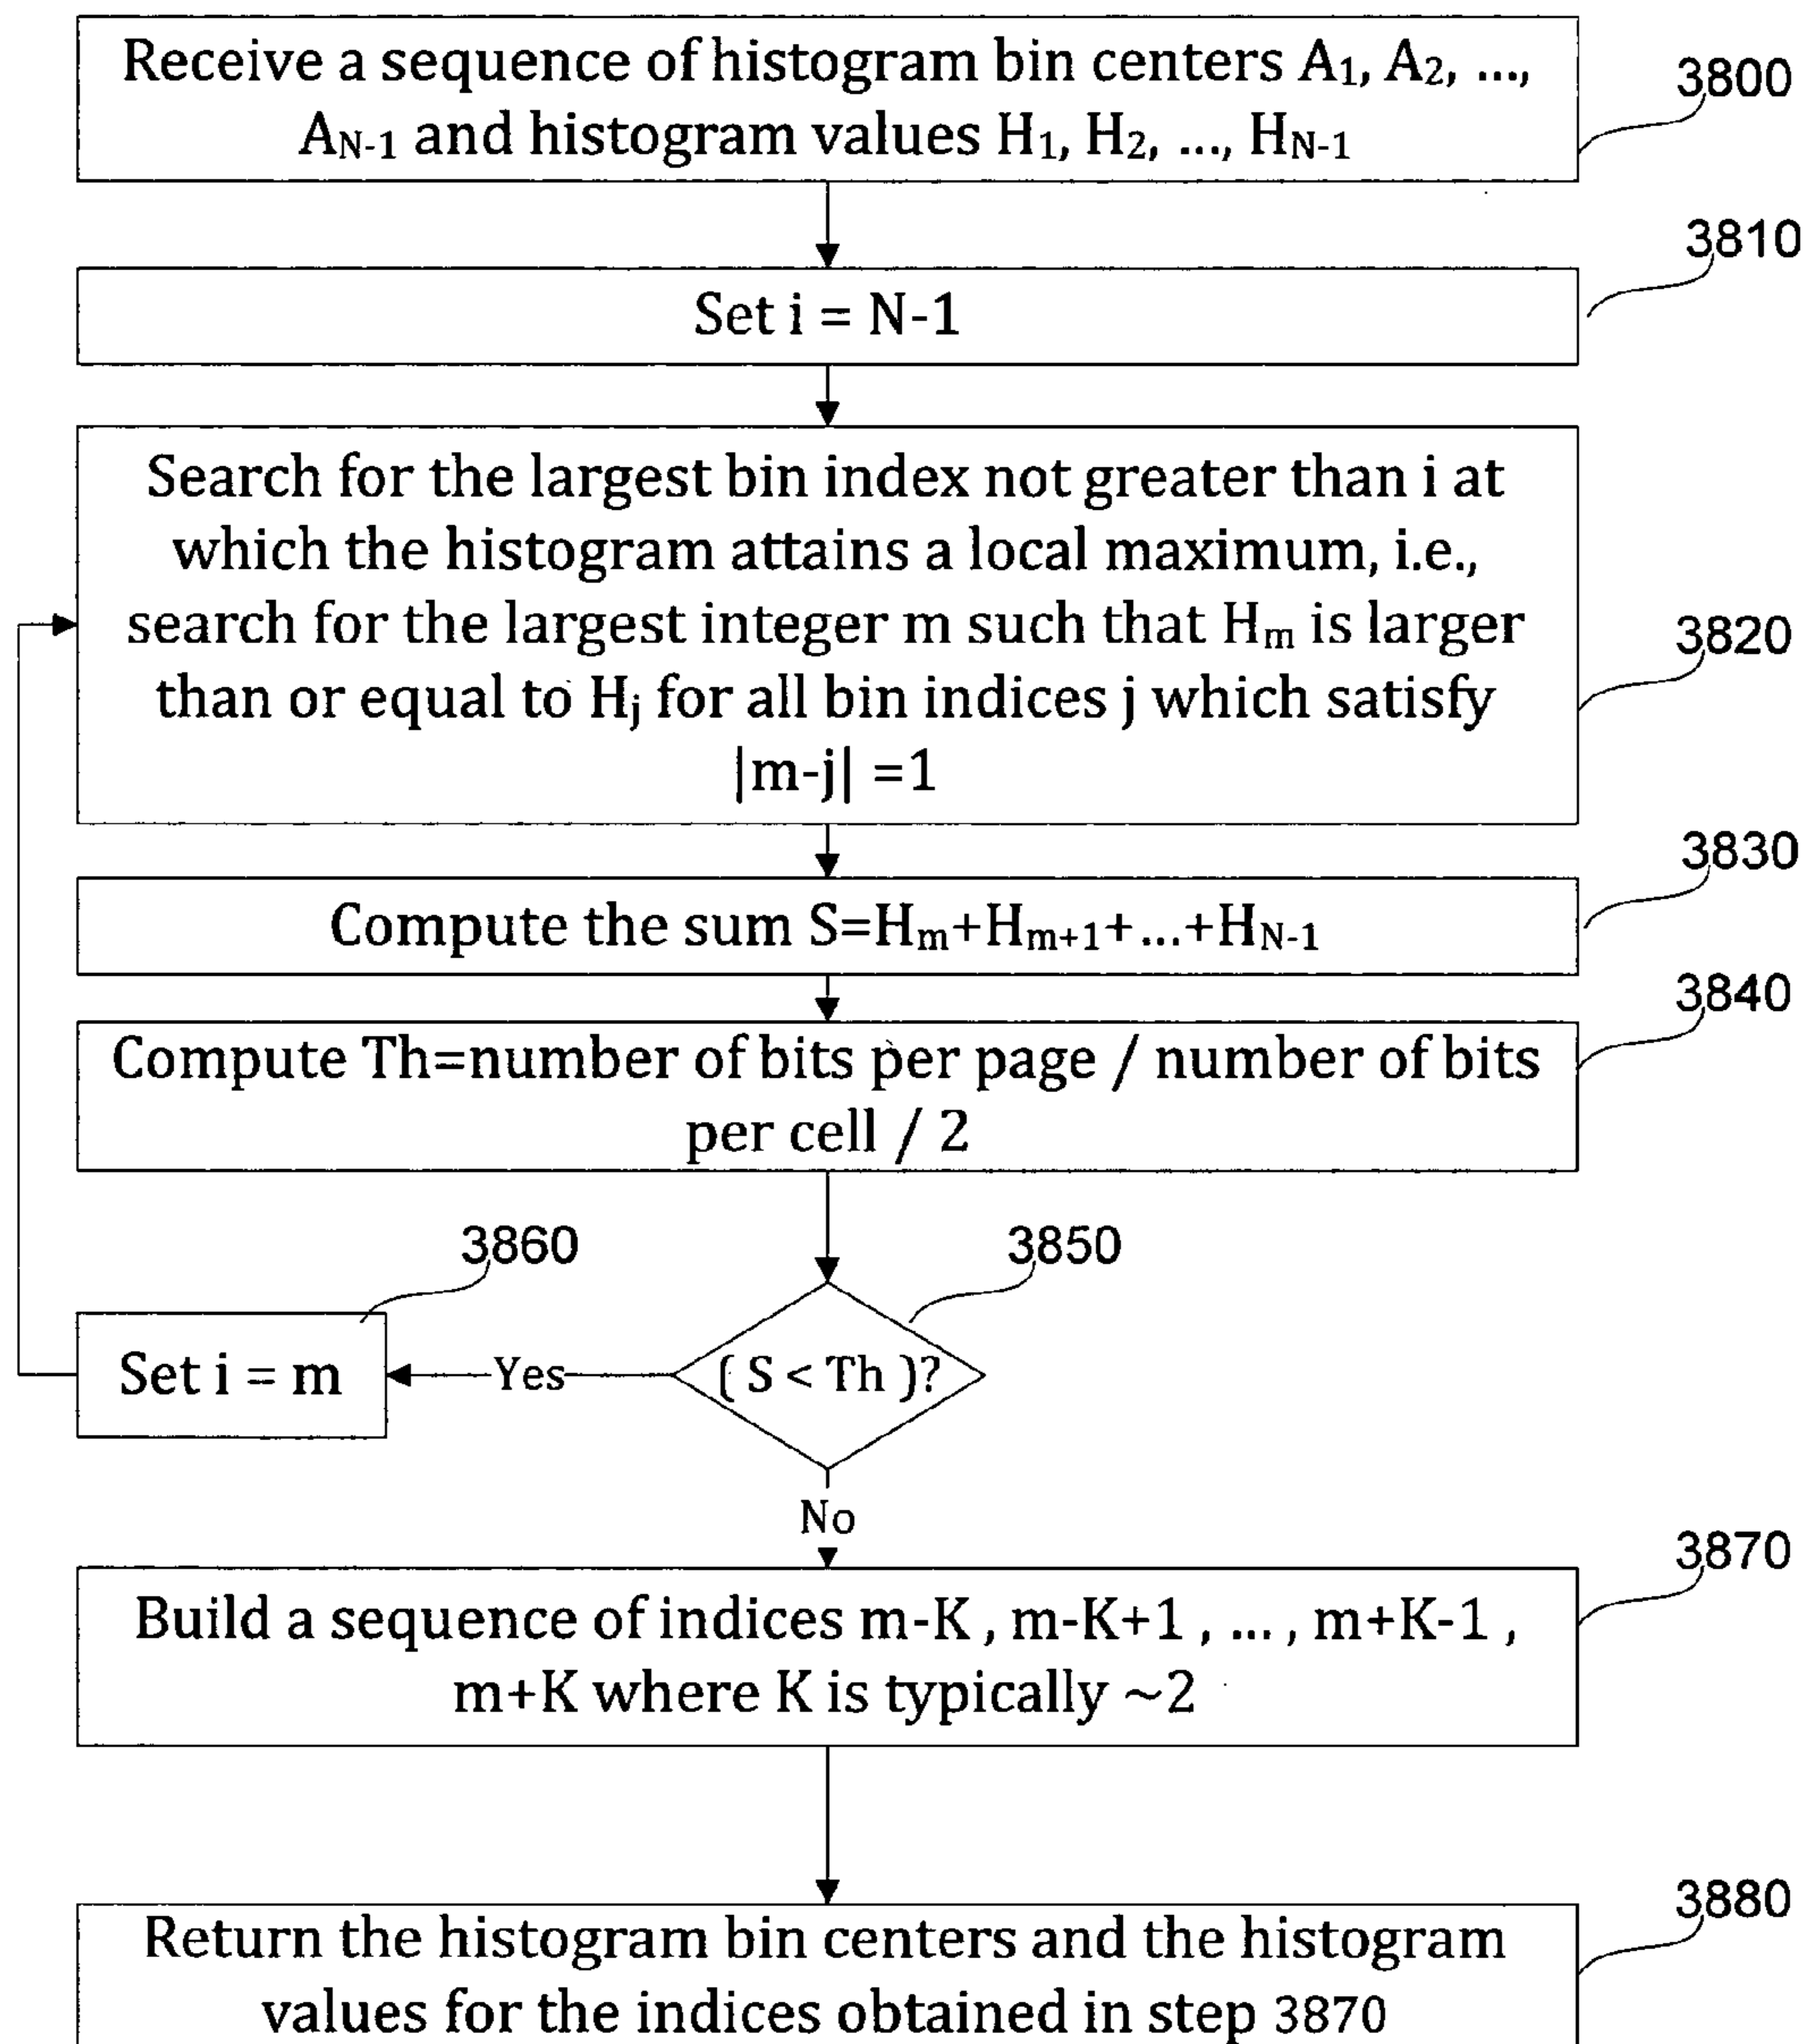 Receive a sequence of histogram bin centers A1, A2, ...,
AN-1 and histogram values H1, H2, ..., HN-1
3800
3810
Set i = N-1
Search for the largest bin index not greater than i at
which the histogram attains a local maximum, i.e.,
search for the largest integer m such that Hm is larger
than or equal to Hj for all bin indices j which satisfy
|m-j| =1
3820
3830
Compute the sum S=Hm+Hm+1+...+HN-1
3840
Compute Th=number of bits per page / number of bits
per cell / 2
3860
3850
Set i = m
Yes
( S < Th )?
No
3870
Build a sequence of indices m-K , m-K+1 , ... , m+K-1 ,
m+K where K is typically ~2
3880
Return the histogram bin centers and the histogram
values for the indices obtained in step 3870